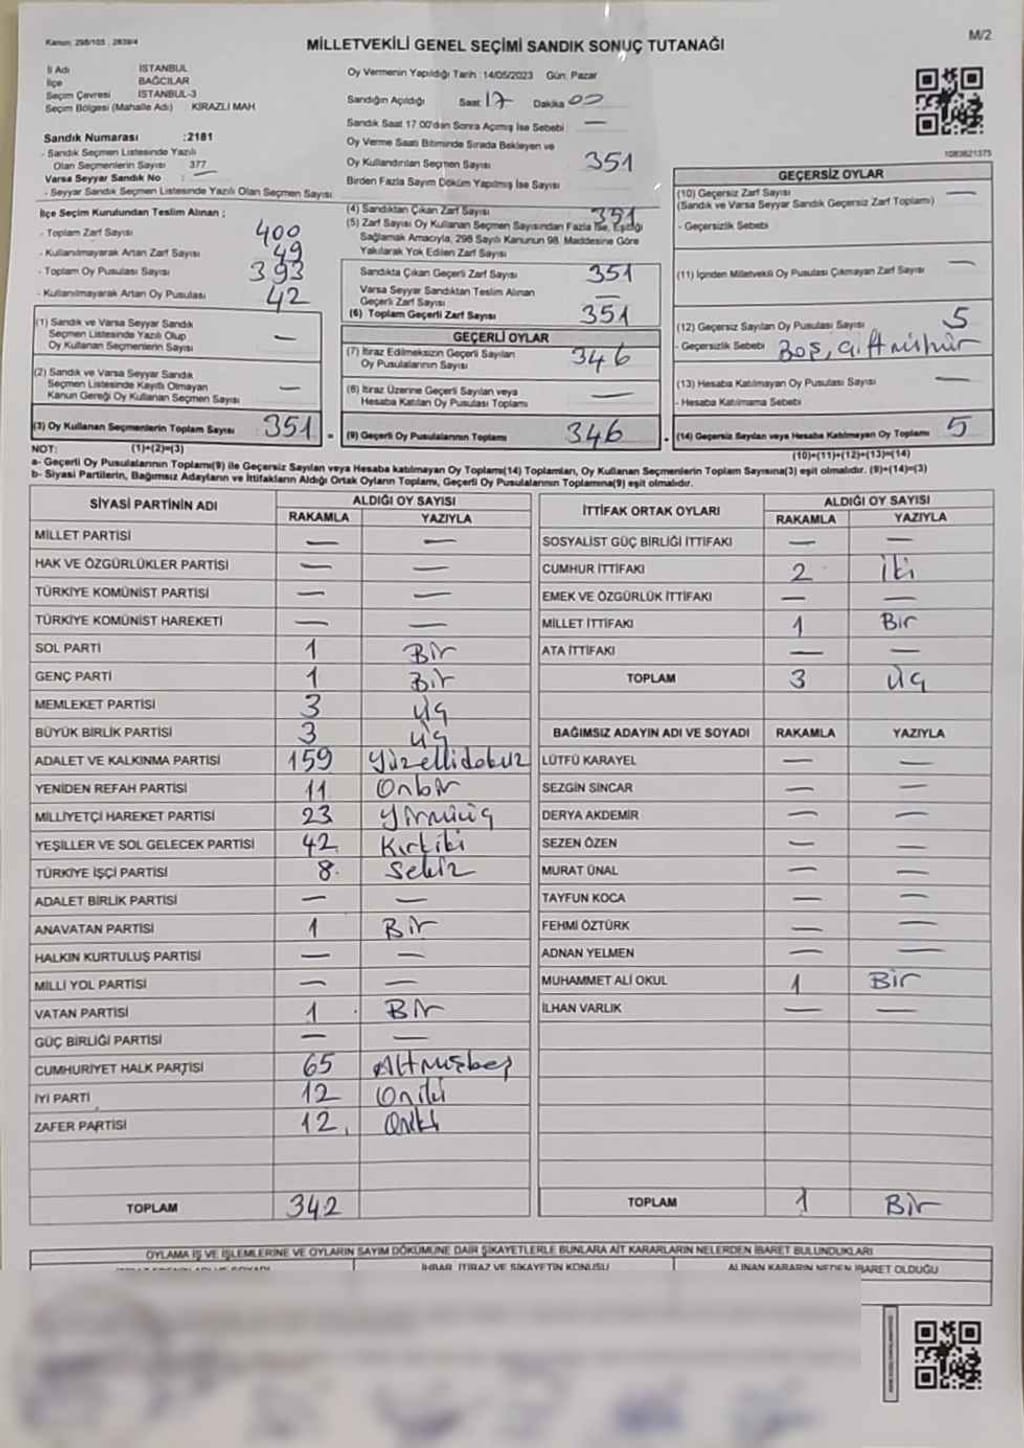 Kanun: 298/105 , 2839/4
MİLLETVEKİLİ GENEL SEÇİMİ SANDIK SONUÇ TUTANAĞI
M/2
İl Adı İSTANBUL
İlçe BAĞCILAR
Seçim Çevresi İSTANBUL-3
Seçim Bölgesi (Mahalle Adı) KİRAZLI MAH
Sandık Numarası :2181
- Sandık Seçmen Listesinde Yazılı
Olan Seçmenlerin Sayısı 377
Varsa Seyyar Sandık No : —
- Seyyar Sandık Seçmen Listesinde Yazılı Olan Seçmen Sayısı
Oy Vermenin Yapıldığı Tarih :14/05/2023 Gün: Pazar
Sandığın Açıldığı Saat 17 Dakika 00
Sandık Saat 17:00'dan Sonra Açımış İse Sebebi : —
Oy Verme Saati Bitiminde Sırada Bekleyen ve
Oy Kullandırılan Seçmen Sayısı 351
Birden Fazla Sayım Döküm Yapılmış İse Sayısı
1083621375
İlçe Seçim Kurulundan Teslim Alınan ;
- Toplam Zarf Sayısı 400
- Kullanılmayarak Artan Zarf Sayısı 49
- Toplam Oy Pusulası Sayısı 393
- Kullanılmayarak Artan Oy Pusulası 42
(1) Sandık ve Varsa Seyyar Sandık
Seçmen Listesinde Yazılı Olup
Oy Kullanan Seçmenlerin Sayısı —
(2) Sandık ve Varsa Seyyar Sandık
Seçmen Listesinde Kayıtlı Olmayan
Kanun Gereği Oy Kullanan Seçmen Sayısı —
(3) Oy Kullanan Seçmenlerin Toplam Sayısı 351
(4) Sandıktan Çıkan Zarf Sayısı 351
(5) Zarf Sayısı Oy Kullanan Seçmen Sayısından Fazla İse, Eşitliği
Sağlamak Amacıyla, 298 Sayılı Kanunun 98. Maddesine Göre
Yakılarak Yok Edilen Zarf Sayısı
Sandıkta Çıkan Geçerli Zarf Sayısı 351
Varsa Seyyar Sandıktan Teslim Alınan
Geçerli Zarf Sayısı —
(6) Toplam Geçerli Zarf Sayısı 351
GEÇERLİ OYLAR
(7) İtiraz Edilmeksizin Geçerli Sayılan
Oy Pusulalarının Sayısı 346
(8) İtiraz Üzerine Geçerli Sayılan veya
Hesaba Katılan Oy Pusulası Toplamı —
= (9) Geçerli Oy Pusulalarının Toplamı 346
GEÇERSİZ OYLAR
(10) Geçersiz Zarf Sayısı —
(Sandık ve Varsa Seyyar Sandık Geçersiz Zarf Toplamı)
- Geçersizlik Sebebi
(11) İçinden Milletvekili Oy Pusulası Çıkmayan Zarf Sayısı —
(12) Geçersiz Sayılan Oy Pusulası Sayısı 5
- Geçersizlik Sebebi Boş, çift mühür
(13) Hesaba Katılmayan Oy Pusulası Sayısı —
- Hesaba Katılmama Sebebi
+ (14) Geçersiz Sayılan veya Hesaba Katılmayan Oy Toplamı 5
NOT: (1)+(2)=(3) (10)+(11)+(12)+(13)=(14)
a- Geçerli Oy Pusulalarının Toplamı(9) ile Geçersiz Sayılan veya Hesaba katılmayan Oy Toplamı(14) Toplamları, Oy Kullanan Seçmenlerin Toplam Sayısına(3) eşit olmalıdır. (9)+(14)=(3)
b- Siyasi Partilerin, Bağımsız Adayların ve İttifakların Aldığı Ortak Oyların Toplamı, Geçerli Oy Pusulalarının Toplamına(9) eşit olmalıdır.
SİYASİ PARTİNİN ADI ALDIĞI OY SAYISI
RAKAMLA YAZIYLA
MİLLET PARTİSİ — —
HAK VE ÖZGÜRLÜKLER PARTİSİ — —
TÜRKİYE KOMÜNİST PARTİSİ — —
TÜRKİYE KOMÜNİST HAREKETİ — —
SOL PARTİ 1 Bir
GENÇ PARTİ 1 Bir
MEMLEKET PARTİSİ 3 üç
BÜYÜK BİRLİK PARTİSİ 3 üç
ADALET VE KALKINMA PARTİSİ 159 Yüzellidokuz
YENİDEN REFAH PARTİSİ 11 Onbir
MİLLİYETÇİ HAREKET PARTİSİ 23 Yirmiüç
YEŞİLLER VE SOL GELECEK PARTİSİ 42 Kırkiki
TÜRKİYE İŞÇİ PARTİSİ 8 Sekiz
ADALET BİRLİK PARTİSİ — —
ANAVATAN PARTİSİ 1 Bir
HALKIN KURTULUŞ PARTİSİ — —
MİLLİ YOL PARTİSİ — —
VATAN PARTİSİ 1 Bir
GÜÇ BİRLİĞİ PARTİSİ — —
CUMHURİYET HALK PARTİSİ 65 Altmışbeş
İYİ PARTİ 12 Oniki
ZAFER PARTİSİ 12 Oniki
TOPLAM 342
İTTİFAK ORTAK OYLARI ALDIĞI OY SAYISI
RAKAMLA YAZIYLA
SOSYALİST GÜÇ BİRLİĞİ İTTİFAKI — —
CUMHUR İTTİFAKI 2 İki
EMEK VE ÖZGÜRLÜK İTTİFAKI — —
MİLLET İTTİFAKI 1 Bir
ATA İTTİFAKI — —
TOPLAM 3 üç
BAĞIMSIZ ADAYIN ADI VE SOYADI RAKAMLA YAZIYLA
LÜTFÜ KARAYEL — —
SEZGİN SİNCAR — —
DERYA AKDEMİR — —
SEZEN ÖZEN — —
MURAT ÜNAL — —
TAYFUN KOCA — —
FEHMİ ÖZTÜRK — —
ADNAN YELMEN — —
MUHAMMET ALİ OKUL 1 Bir
İLHAN VARLIK — —
TOPLAM 1 Bir
OYLAMA İŞ VE İŞLEMLERİNE VE OYLARIN SAYIM DÖKÜMÜNE DAİR ŞİKAYETLERLE BUNLARA AİT KARARLARIN NELERDEN İBARET BULUNDUKLARI
İHBAR, İTİRAZ VE ŞİKAYETİN KONUSU ALINAN KARARIN NEDEN İBARET OLDUĞU